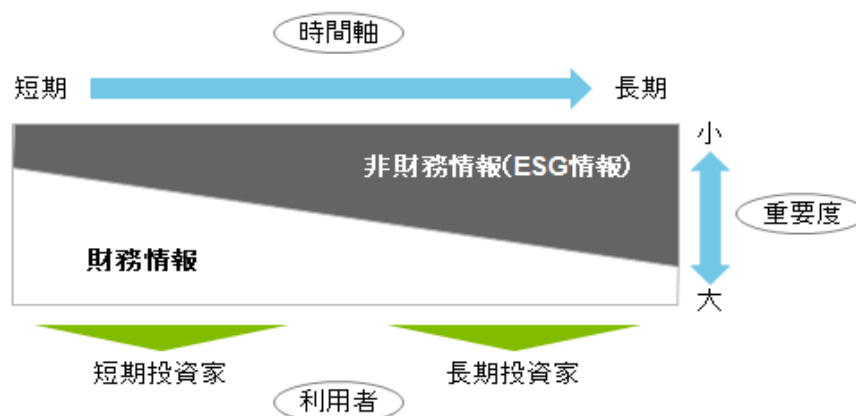 時間軸
短期
長期
小
非財務情報(ESG情報)
重要度
財務情報
大
短期投資家
長期投資家
利用者